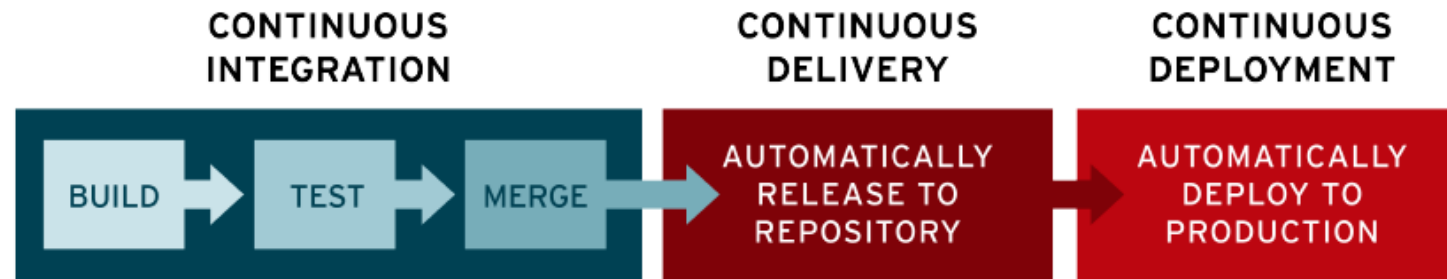 CONTINUOUS
INTEGRATION
CONTINUOUS
DELIVERY
CONTINUOUS
DEPLOYMENT
BUILD
TEST
MERGE
AUTOMATICALLY
RELEASE TO
REPOSITORY
AUTOMATICALLY
DEPLOY TO
PRODUCTION